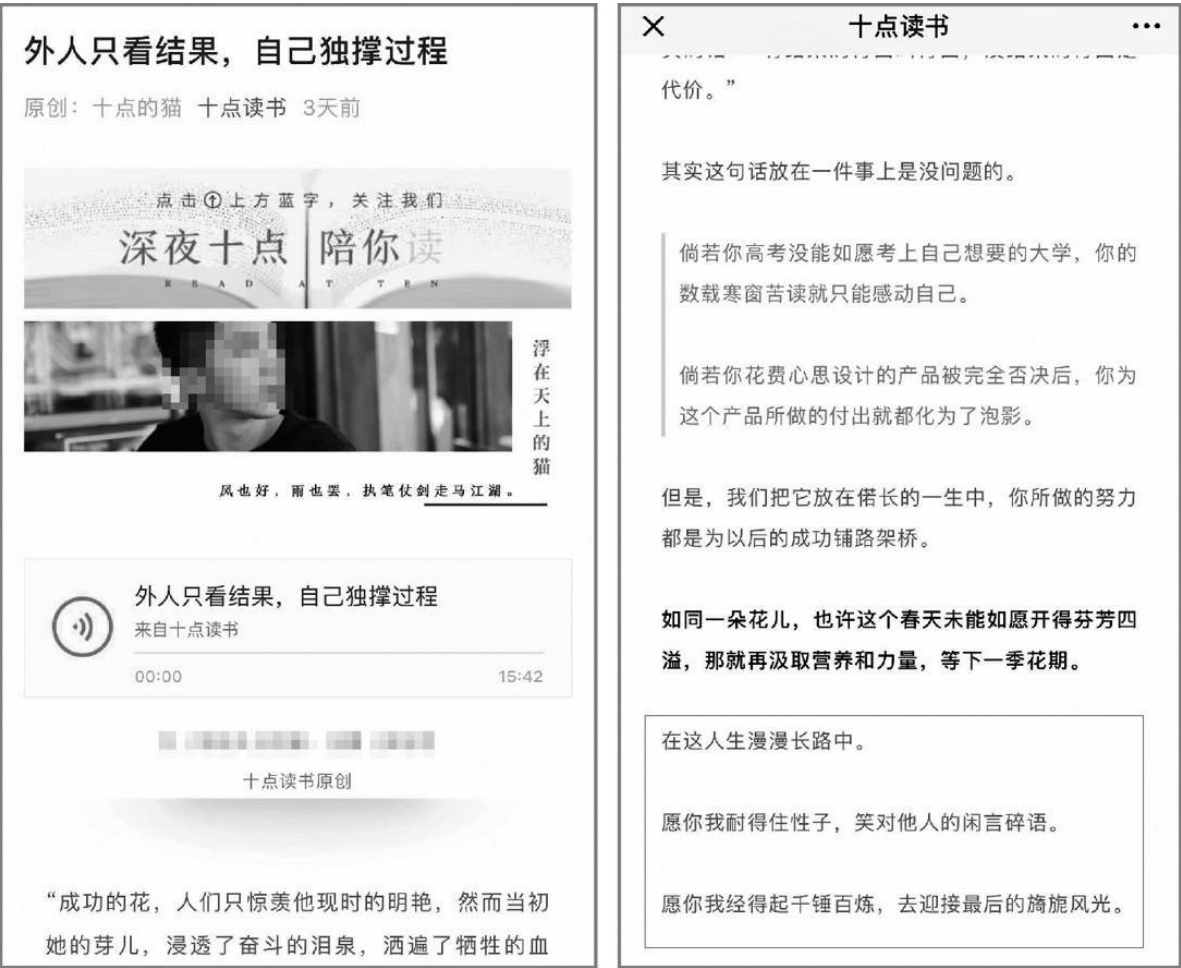 外人只看结果，自己独撑过程
原创：十点的猫 十点读书 3天前
点击上方蓝字，关注我们
深夜十点 陪你读
READ AT TEN
浮在天上的猫
风也好，雨也罢，执笔仗剑走马江湖。
外人只看结果，自己独撑过程
来自十点读书
00:00 15:42
十点读书原创
“成功的花，人们只惊羡他现时的明艳，然而当初
她的芽儿，浸透了奋斗的泪泉，洒遍了牺牲的血
十点读书
代价。”
其实这句话放在一件事上是没问题的。
倘若你高考没能如愿考上自己想要的大学，你的
数载寒窗苦读就只能感动自己。
倘若你花费心思设计的产品被完全否决后，你为
这个产品所做的付出就都化为了泡影。
但是，我们把它放在偌长的一生中，你所做的努力
都是为以后的成功铺路架桥。
如同一朵花儿，也许这个春天未能如愿开得芬芳四
溢，那就再汲取营养和力量，等下一季花期。
在这人生漫漫长路中。
愿你我耐得住性子，笑对他人的闲言碎语。
愿你我经得起千锤百炼，去迎接最后的旖旎风光。